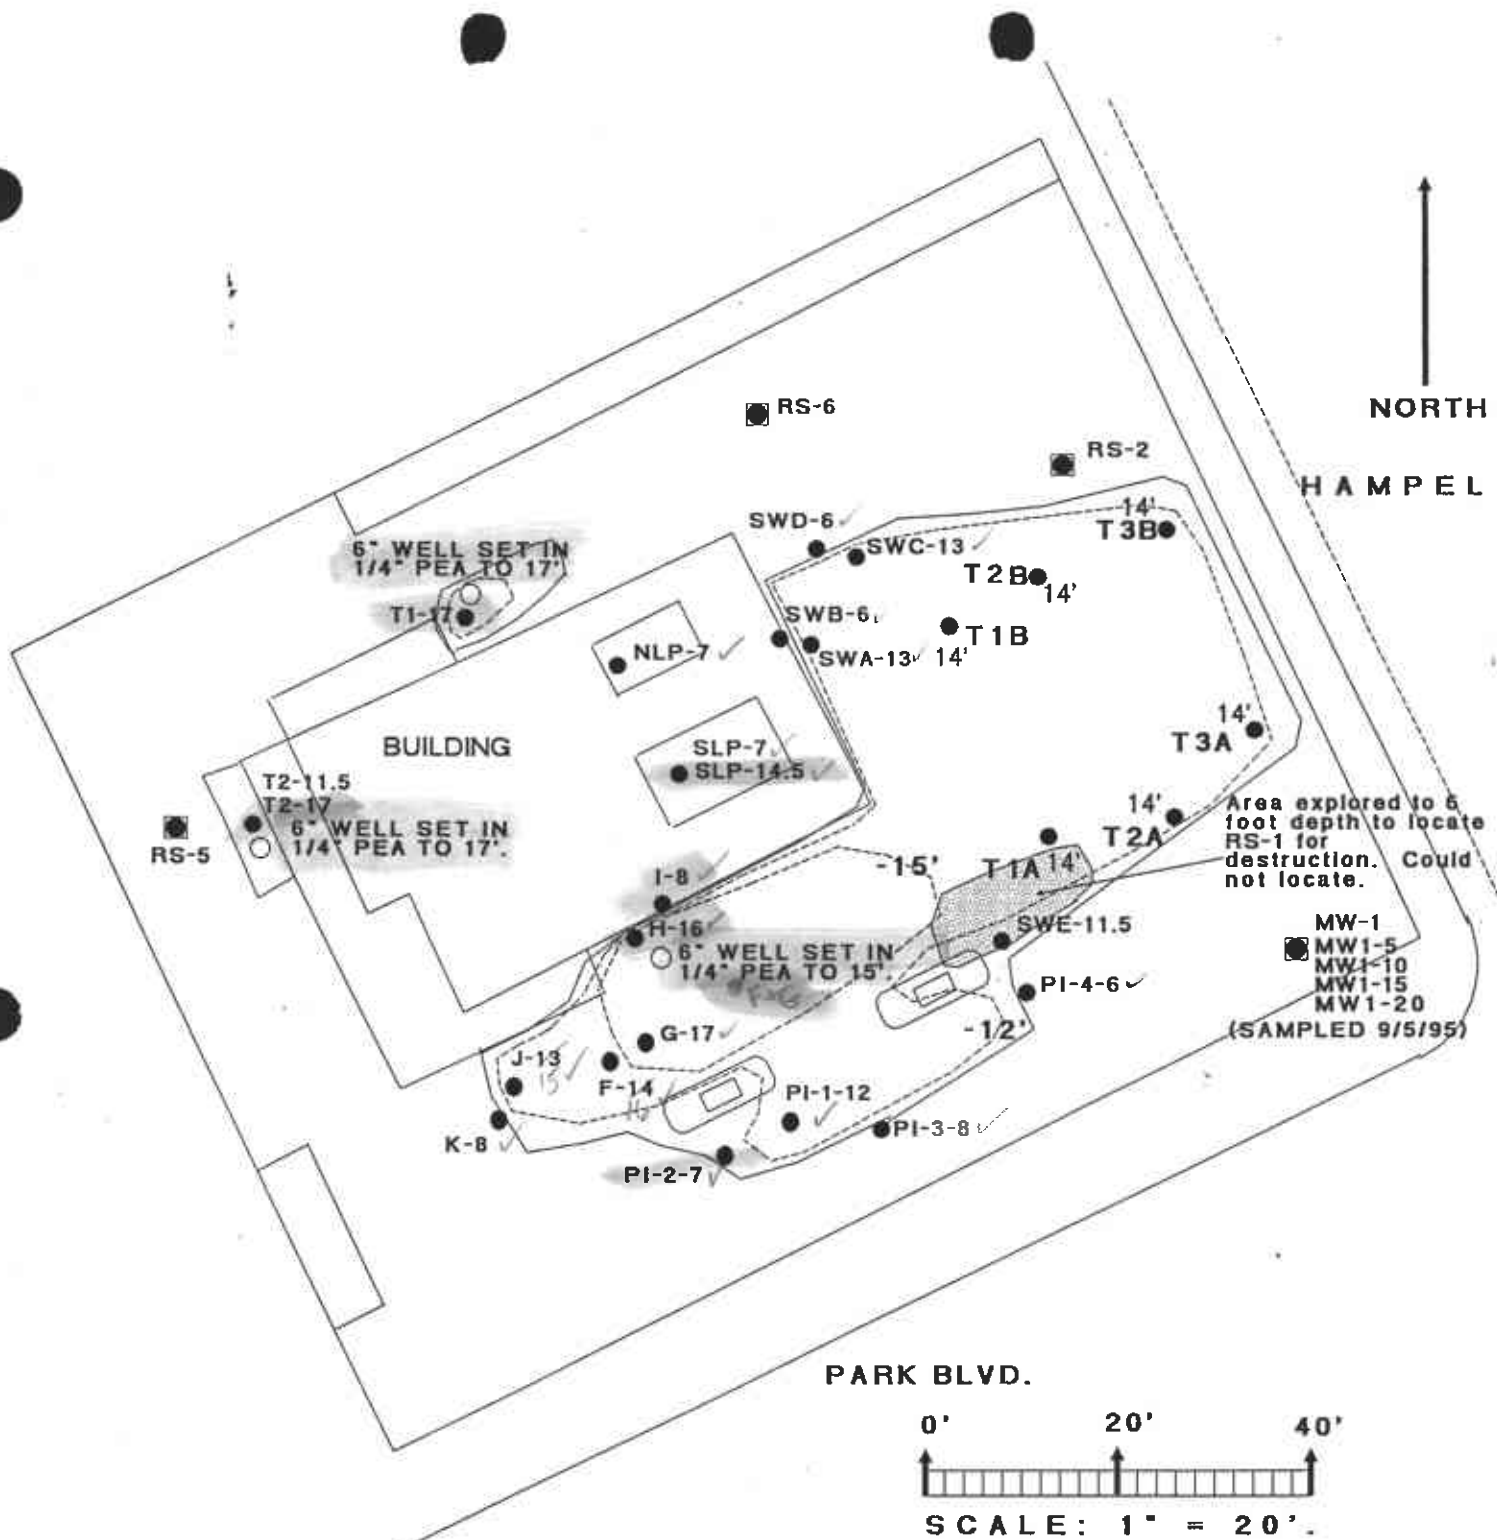 NORTH
HAMPEL
RS-6
RS-2
14'
T3B
SWD-6
SWC-13
T2B
14'
6" WELL SET IN
1/4" PEA TO 17'.
T1-17
SWB-6
T1B
NLP-7
SWA-13
14'
14'
T3A
BUILDING
SLP-7
SLP-14.5
T2-11.5
T2-17
6" WELL SET IN
1/4" PEA TO 17'.
RS-5
14'
T2A
Area explored to 6
foot depth to locate
RS-1 for
destruction. Could
not locate.
-15'
T1A 14'
I-8
H-16
6" WELL SET IN
1/4" PEA TO 15'.
SWE-11.5
MW-1
MW1-5
MW1-10
MW1-15
MW1-20
(SAMPLED 9/5/95)
PI-4-6
-12'
G-17
J-13
15
F-14
16
PI-1-12
PI-3-8
K-8
PI-2-7
PARK BLVD.
0' 20' 40'
SCALE: 1" = 20'.